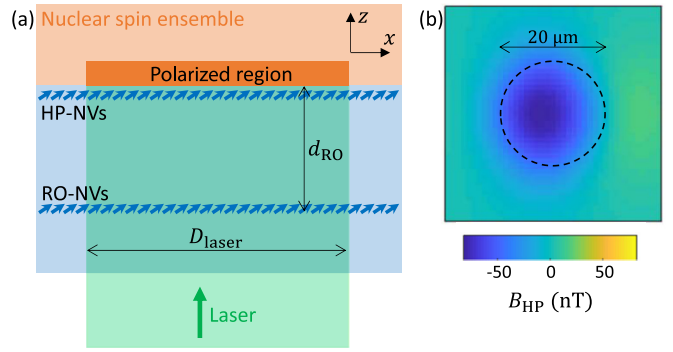 (a)
Nuclear spin ensemble
z
x
Polarized region
HP-NVs
d_RO
RO-NVs
D_laser
Laser
(b)
20 μm
-50 0 50
B_HP (nT)